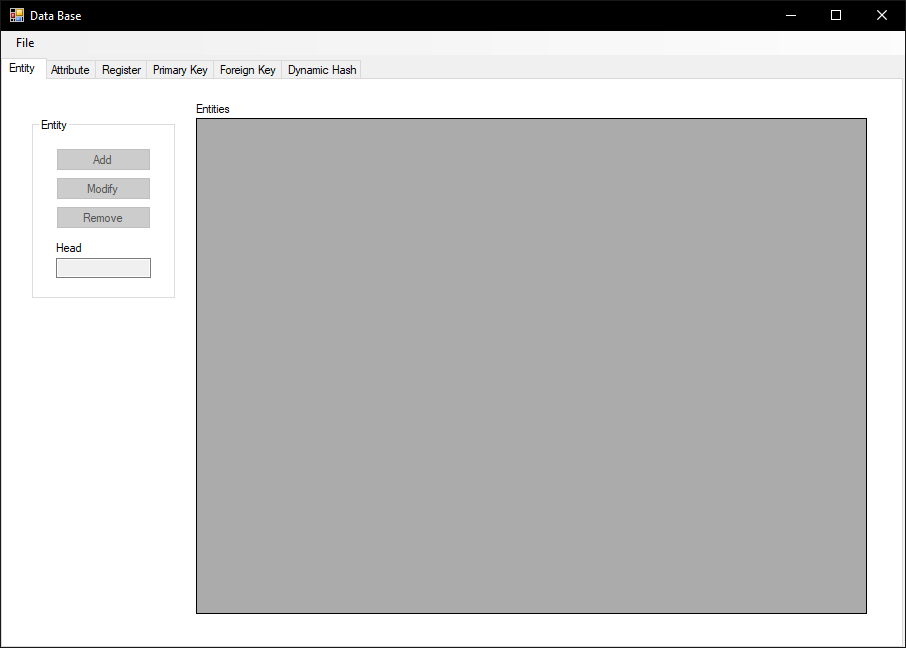 Data Base
File
Entity Attribute Register Primary Key Foreign Key Dynamic Hash
Entities
Entity
Add
Modify
Remove
Head